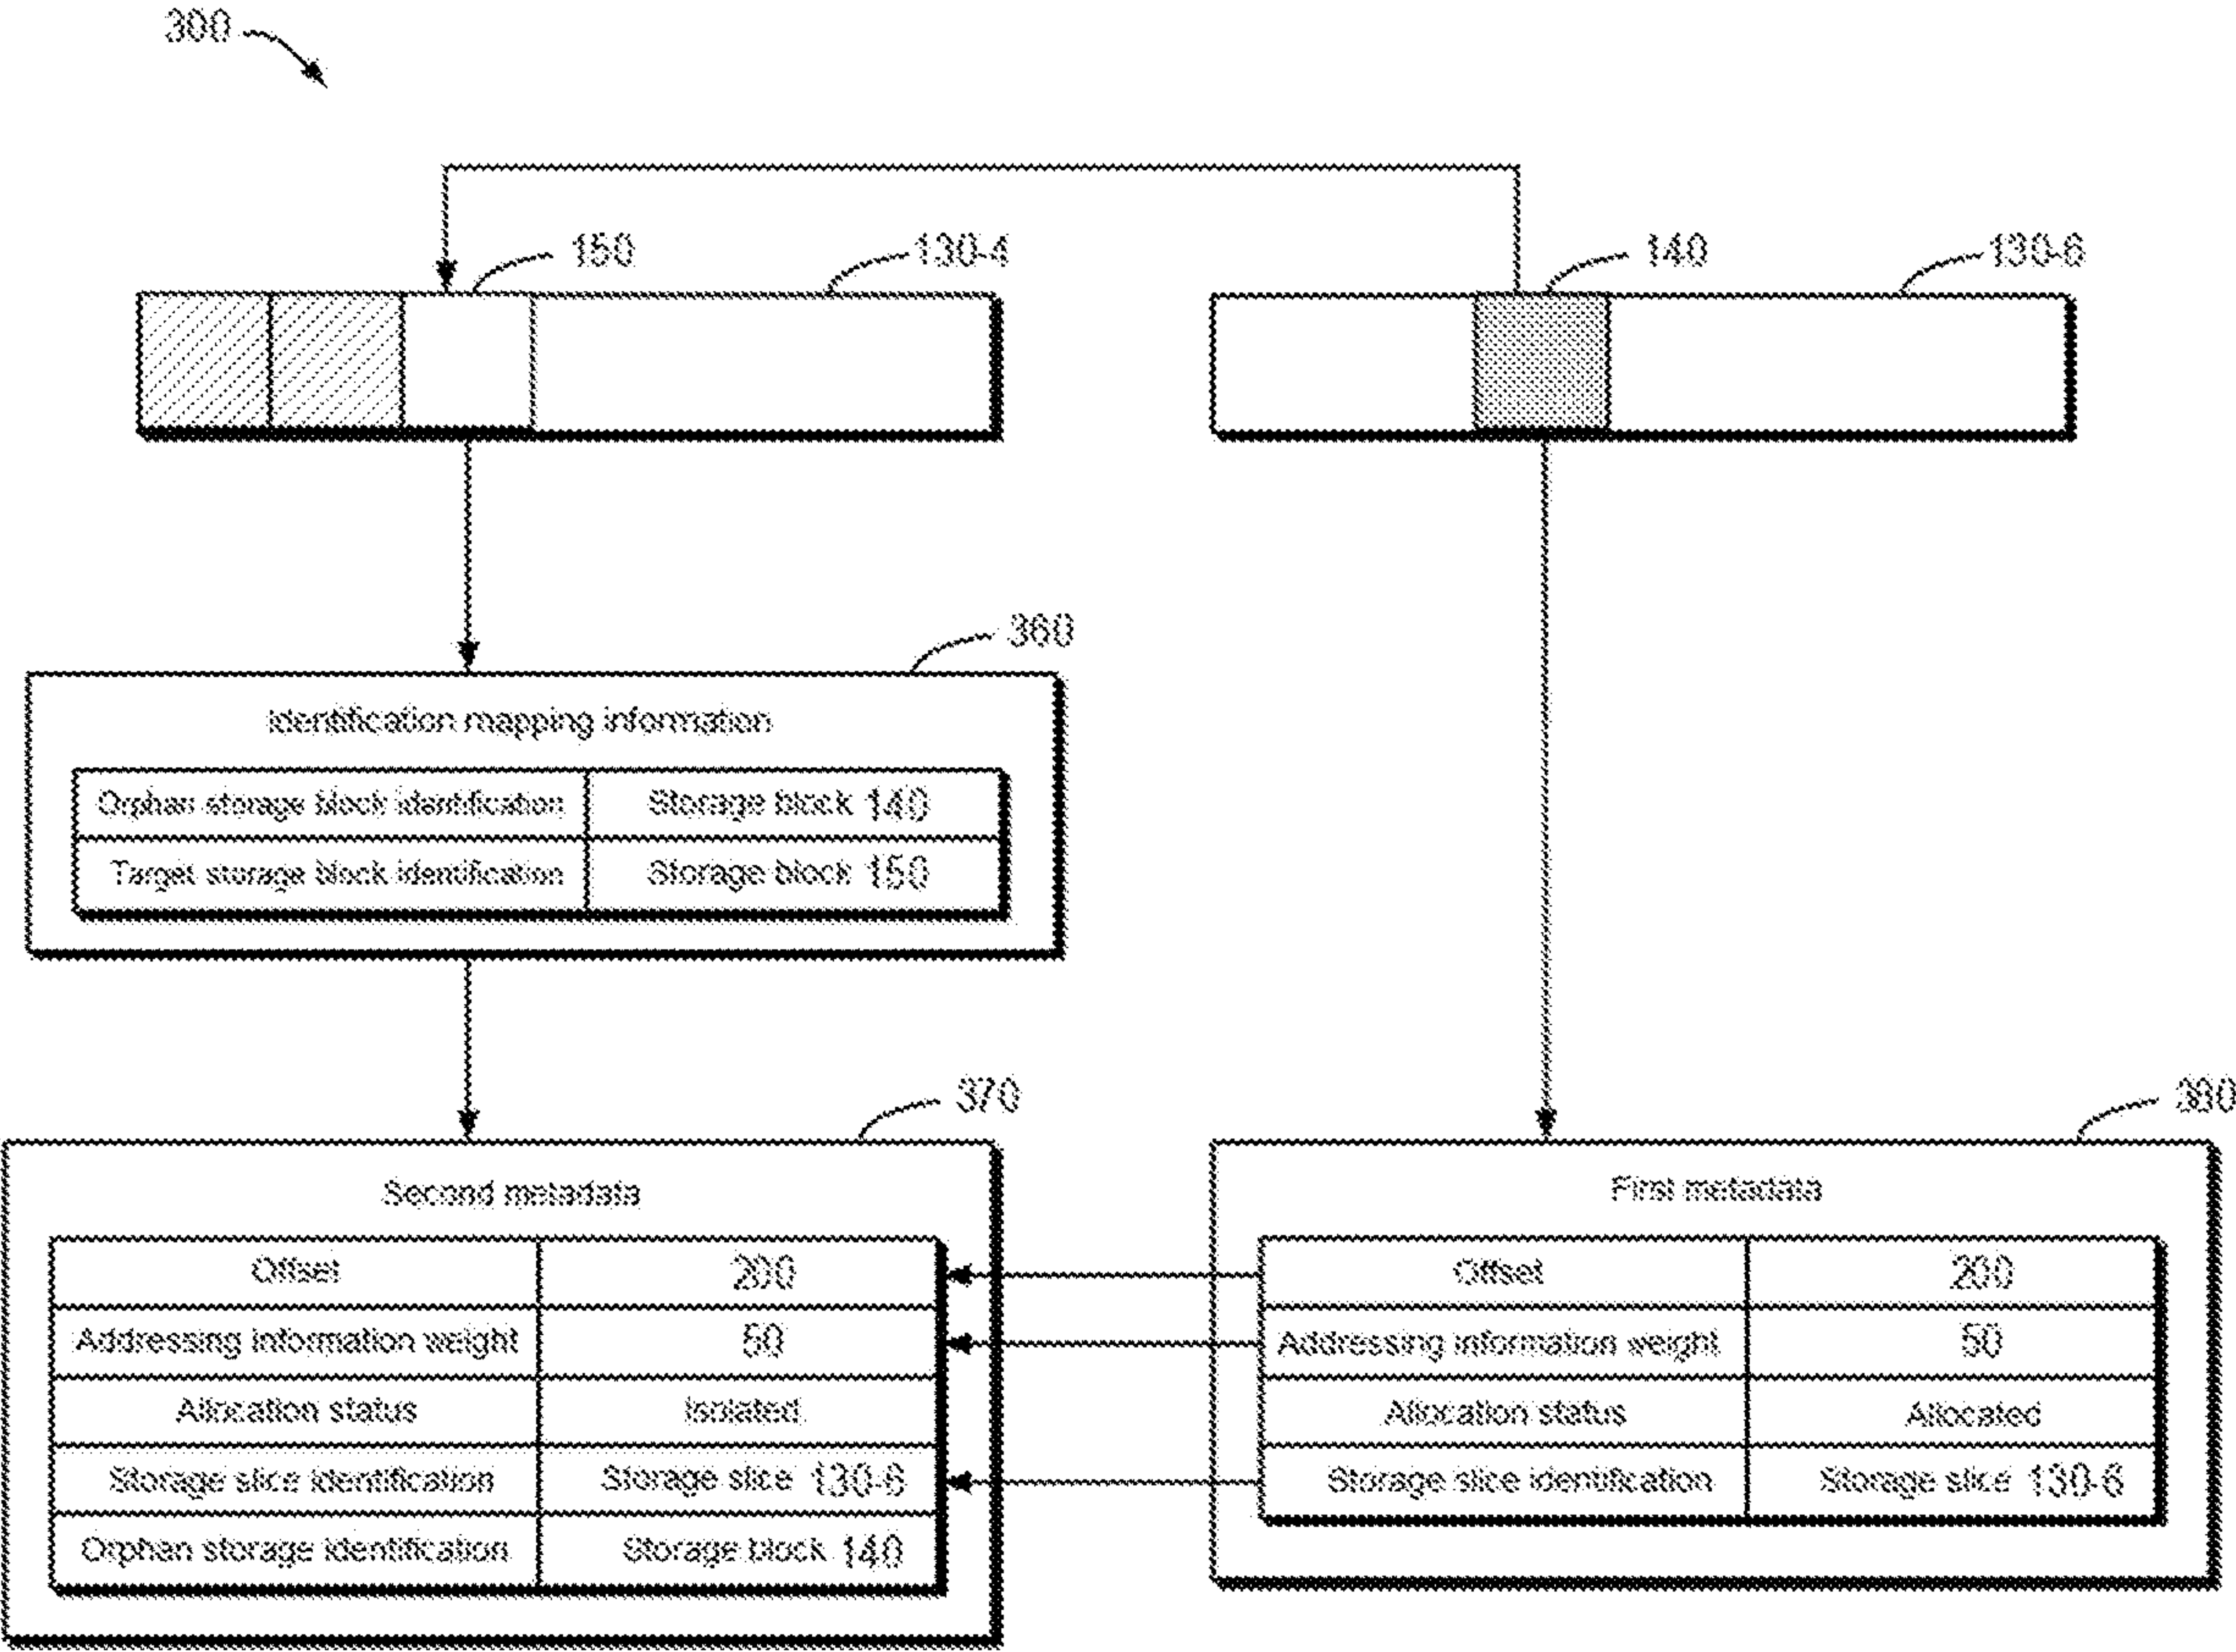 300
150
130-4
140
130-6
360
Identification mapping information
Orphan storage block identification Storage block 140
Target storage block identification Storage block 150
370
380
Second metadata
Offset 200
Addressing information weight 50
Allocation status Isolated
Storage slice identification Storage slice 130-6
Orphan storage identification Storage block 140
First metadata
Offset 200
Addressing information weight 50
Allocation status Allocated
Storage slice identification Storage slice 130-6